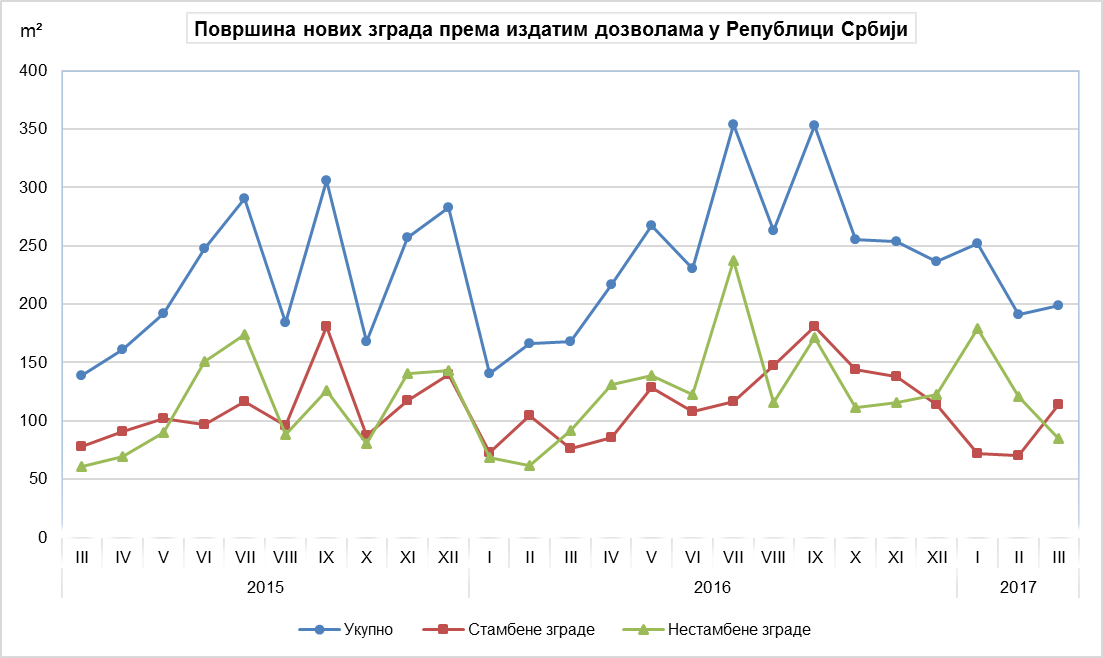 Површина нових зграда према издатим дозволама у Републици Србији
m²
400
350
300
250
200
150
100
50
0
III IV V VI VII VIII IX X XI XII I II III IV V VI VII VIII IX X XI XII I II III
2015 2016 2017
Укупно Стамбене зграде Нестамбене зграде